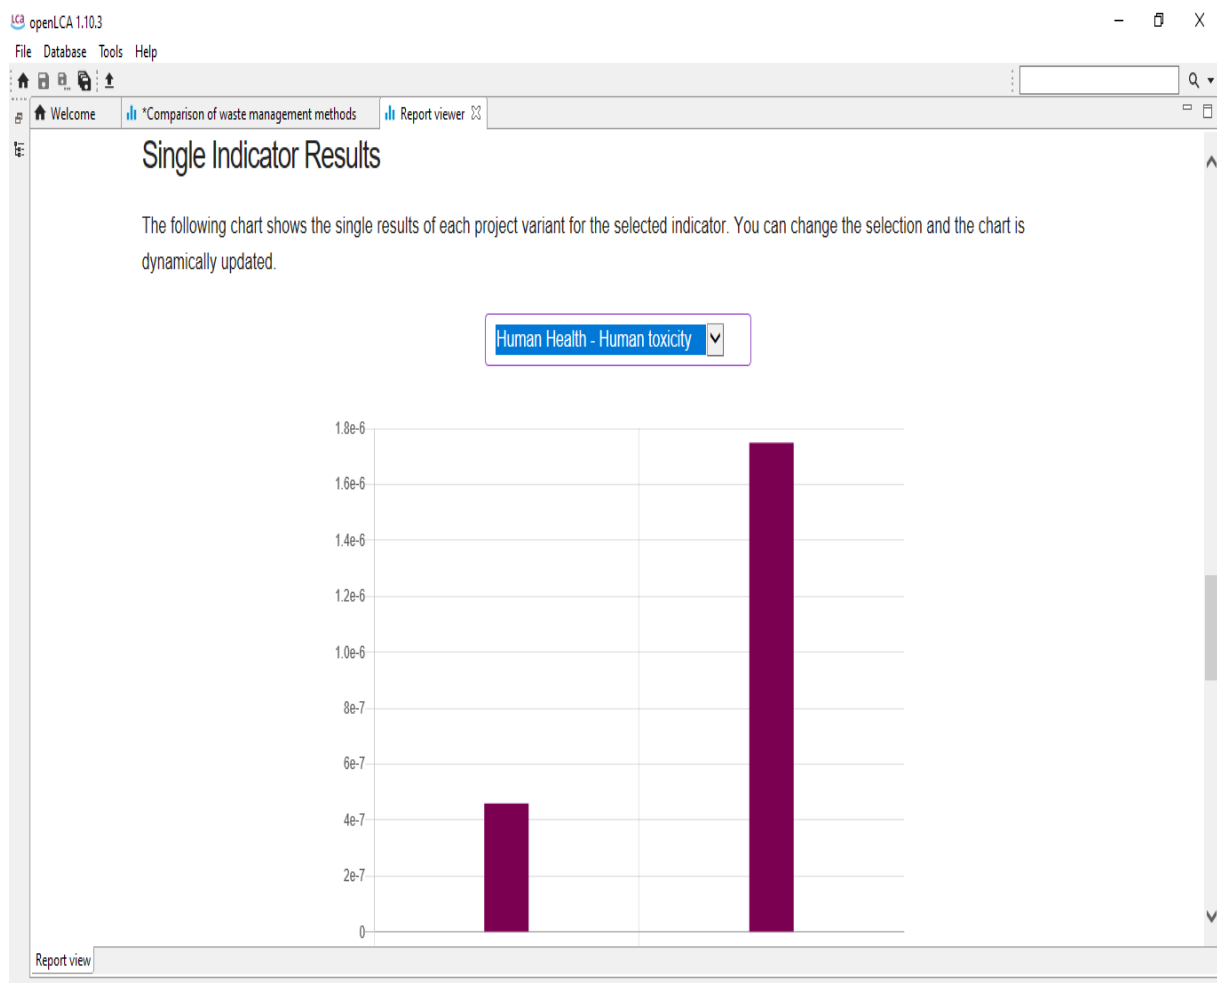 LCa openLCA 1.10.3
File Database Tools Help
Welcome *Comparison of waste management methods Report viewer
Single Indicator Results
The following chart shows the single results of each project variant for the selected indicator. You can change the selection and the chart is
dynamically updated.
Human Health - Human toxicity
1.8e-6
1.6e-6
1.4e-6
1.2e-6
1.0e-6
8e-7
6e-7
4e-7
2e-7
0
Report view